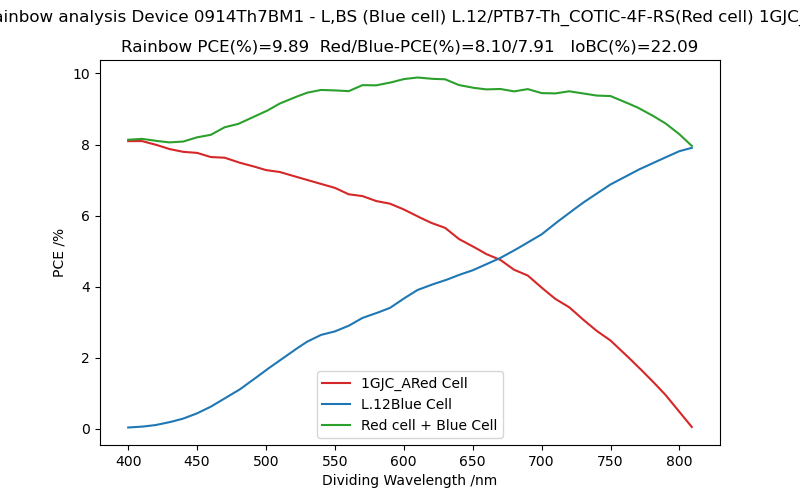 ainbow analysis Device 0914Th7BM1 - L,BS (Blue cell) L.12/PTB7-Th_COTIC-4F-RS(Red cell) 1GJC_
Rainbow PCE(%)=9.89 Red/Blue-PCE(%)=8.10/7.91 IoBC(%)=22.09
10
8
6
4
2
0
PCE /%
1GJC_ARed Cell
L.12Blue Cell
Red cell + Blue Cell
400 450 500 550 600 650 700 750 800
Dividing Wavelength /nm